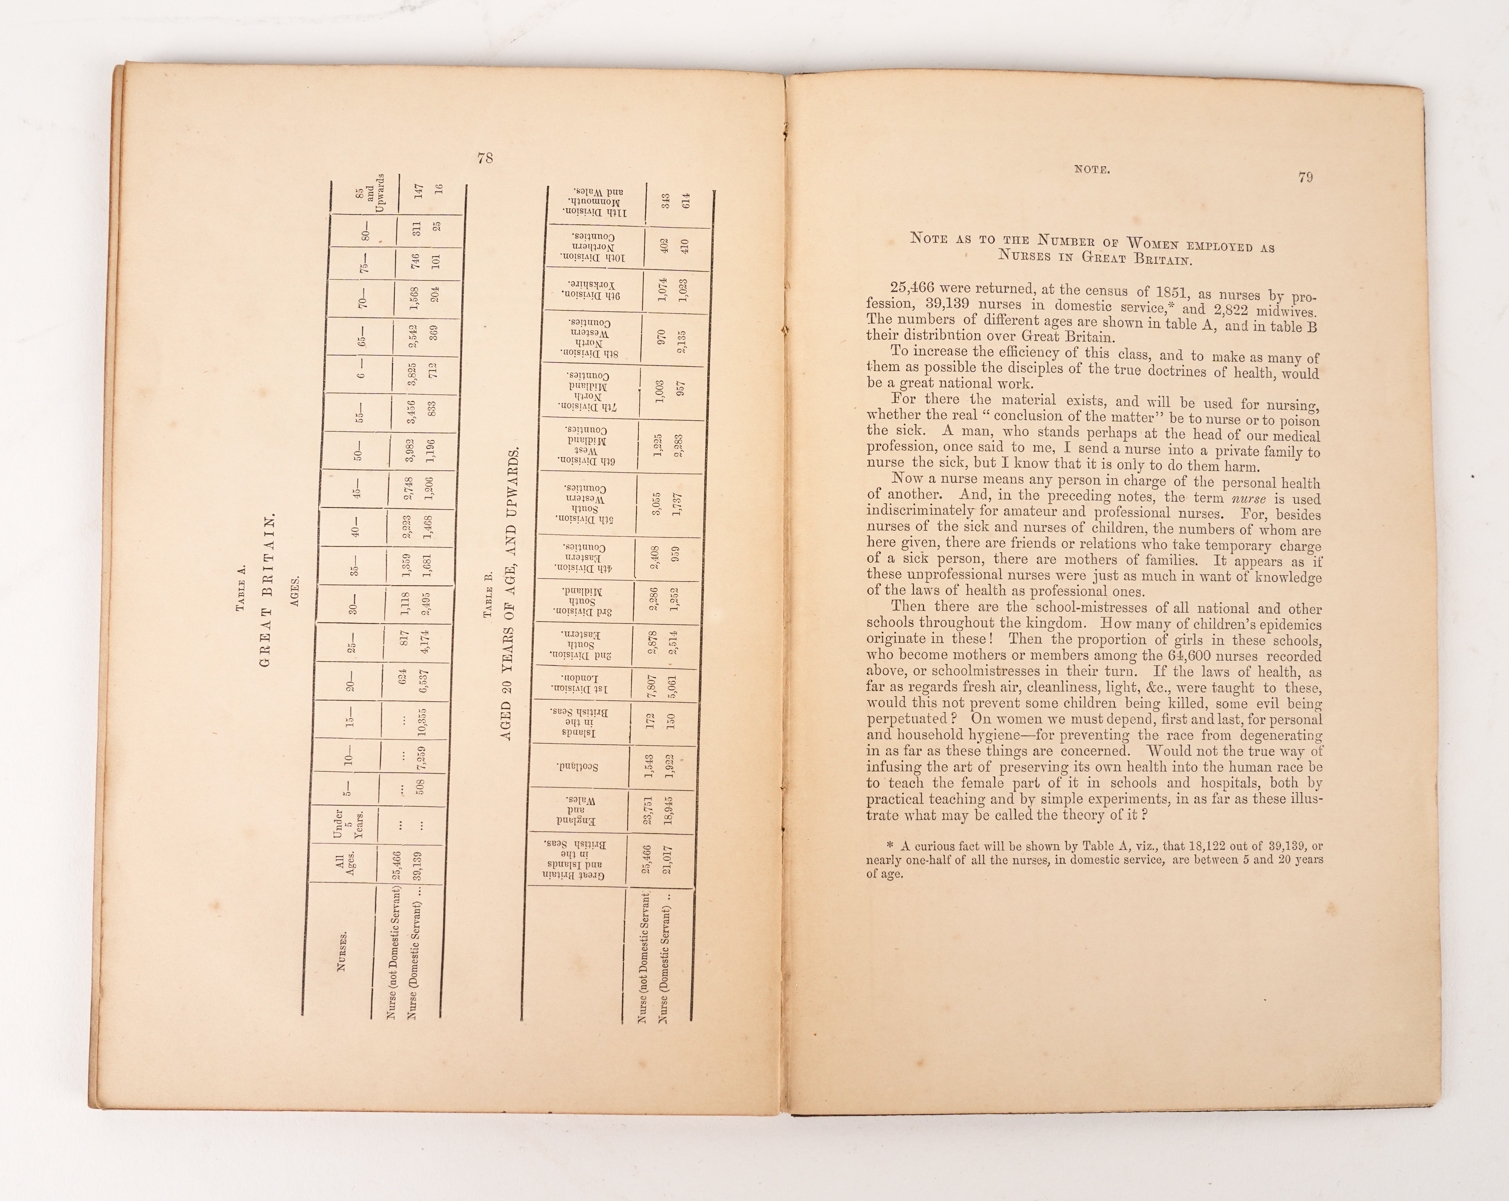 78
TABLE A.
GREAT BRITAIN.
AGES.
NURSES. All Ages. Under 5 Years. 5— 10— 15— 20— 25— 30— 35— 40— 45— 50— 55— 6 — 65— 70— 75— 80— 85 and Upwards
Nurse (not Domestic Servant) 25,466 ... ... ... ... 624 817 1,118 1,359 2,223 2,748 3,982 3,456 3,825 2,542 1,568 746 311 147
Nurse (Domestic Servant) ... 39,139 ... 508 7,259 10,355 6,537 4,174 2,495 1,681 1,468 1,206 1,196 833 712 369 204 101 25 16
TABLE B.
AGED 20 YEARS OF AGE, AND UPWARDS.
Great Britain and Islands in the British Seas. England and Wales. Scotland. Islands in the British Seas. 1st Division. London. 2nd Division. South Eastern. 3rd Division. South Midland. 4th Division. Eastern Counties. 5th Division. South Western Counties. 6th Division. West Midland Counties. 7th Division. North Midland Counties. 8th Division. North Western Counties. 9th Division. Yorkshire. 10th Division. Northern Counties. 11th Division. Monmouth. and Wales.
Nurse (not Domestic Servant 25,466 23,751 1,543 172 7,807 2,878 2,286 2,408 3,055 1,225 1,003 970 1,074 402 343
Nurse (Domestic Servant) .. 21,017 18,945 1,922 150 5,061 2,514 1,252 959 1,737 2,283 957 2,135 1,023 410 614
NOTE.
79
NOTE AS TO THE NUMBER OF WOMEN EMPLOYED AS
NURSES IN GREAT BRITAIN.
25,466 were returned, at the census of 1851, as nurses by pro-
fession, 39,139 nurses in domestic service,* and 2,822 midwives.
The numbers of different ages are shown in table A, and in table B
their distribution over Great Britain.
To increase the efficiency of this class, and to make as many of
them as possible the disciples of the true doctrines of health, would
be a great national work.
For there the material exists, and will be used for nursing,
whether the real “ conclusion of the matter” be to nurse or to poison
the sick. A man, who stands perhaps at the head of our medical
profession, once said to me, I send a nurse into a private family to
nurse the sick, but I know that it is only to do them harm.
Now a nurse means any person in charge of the personal health
of another. And, in the preceding notes, the term nurse is used
indiscriminately for amateur and professional nurses. For, besides
nurses of the sick and nurses of children, the numbers of whom are
here given, there are friends or relations who take temporary charge
of a sick person, there are mothers of families. It appears as if
these unprofessional nurses were just as much in want of knowledge
of the laws of health as professional ones.
Then there are the school-mistresses of all national and other
schools throughout the kingdom. How many of children’s epidemics
originate in these! Then the proportion of girls in these schools,
who become mothers or members among the 64,600 nurses recorded
above, or schoolmistresses in their turn. If the laws of health, as
far as regards fresh air, cleanliness, light, &c., were taught to these,
would this not prevent some children being killed, some evil being
perpetuated? On women we must depend, first and last, for personal
and household hygiene—for preventing the race from degenerating
in as far as these things are concerned. Would not the true way of
infusing the art of preserving its own health into the human race be
to teach the female part of it in schools and hospitals, both by
practical teaching and by simple experiments, in as far as these illus-
trate what may be called the theory of it ?
* A curious fact will be shown by Table A, viz., that 18,122 out of 39,139, or
nearly one-half of all the nurses, in domestic service, are between 5 and 20 years
of age.